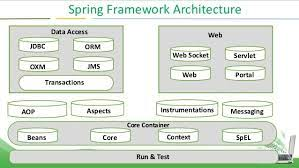 Spring Framework Architecture
Data Access
JDBC
ORM
OXM
JMS
Transactions
Web
Web Socket
Servlet
Web
Portal
AOP
Aspects
Instrumentations
Messaging
Core Container
Beans
Core
Context
SpEL
Run & Test